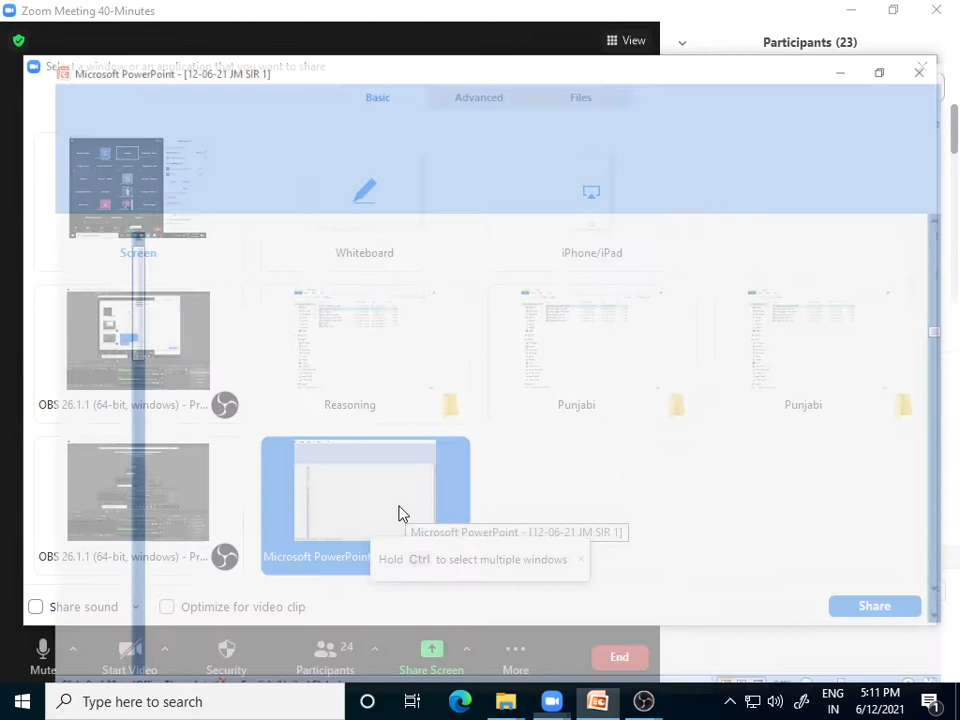 Zoom Meeting 40-Minutes
View
Participants (23)
Select a window or an application that you want to share
Microsoft PowerPoint - [12-06-21 JM SIR 1]
Basic
Advanced
Files
Screen
Whiteboard
iPhone/iPad
OBS 26.1.1 (64-bit, windows) - Pr...
Reasoning
Punjabi
Punjabi
OBS 26.1.1 (64-bit, windows) - Pr...
Microsoft PowerPoint
Microsoft PowerPoint - [12-06-21 JM SIR 1]
Hold Ctrl to select multiple windows
Share sound
Optimize for video clip
Share
Mute
Start Video
Security
Participants
24
Share Screen
More
End
Type here to search
ENG
IN
5:11 PM
6/12/2021
1